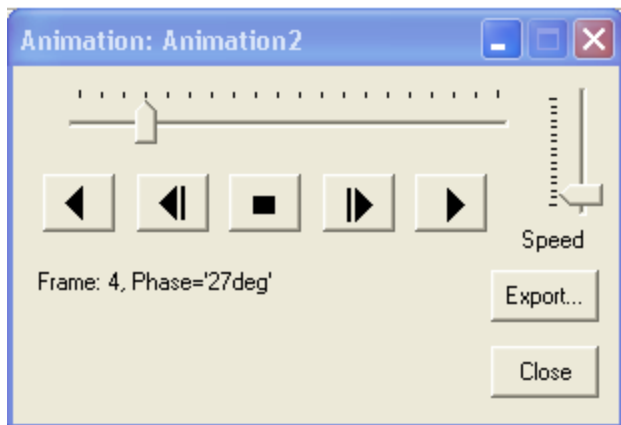 Animation: Animation2
Speed
Frame: 4, Phase='27deg'
Export...
Close